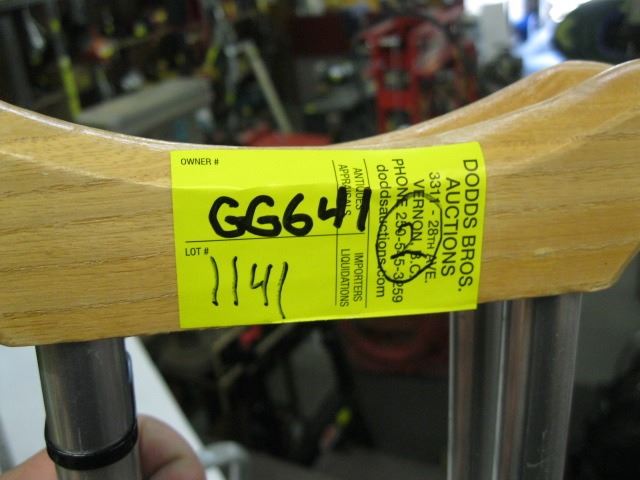 OWNER #
GG641
LOT #
1141
ANTIQUES
APPRAISALS
IMPORTERS
LIQUIDATIONS
DODDS BROS.
AUCTIONS
3311 - 28TH AVE.
VERNON, B.C.
PHONE 250-545-3259
doddsauctions.com
2